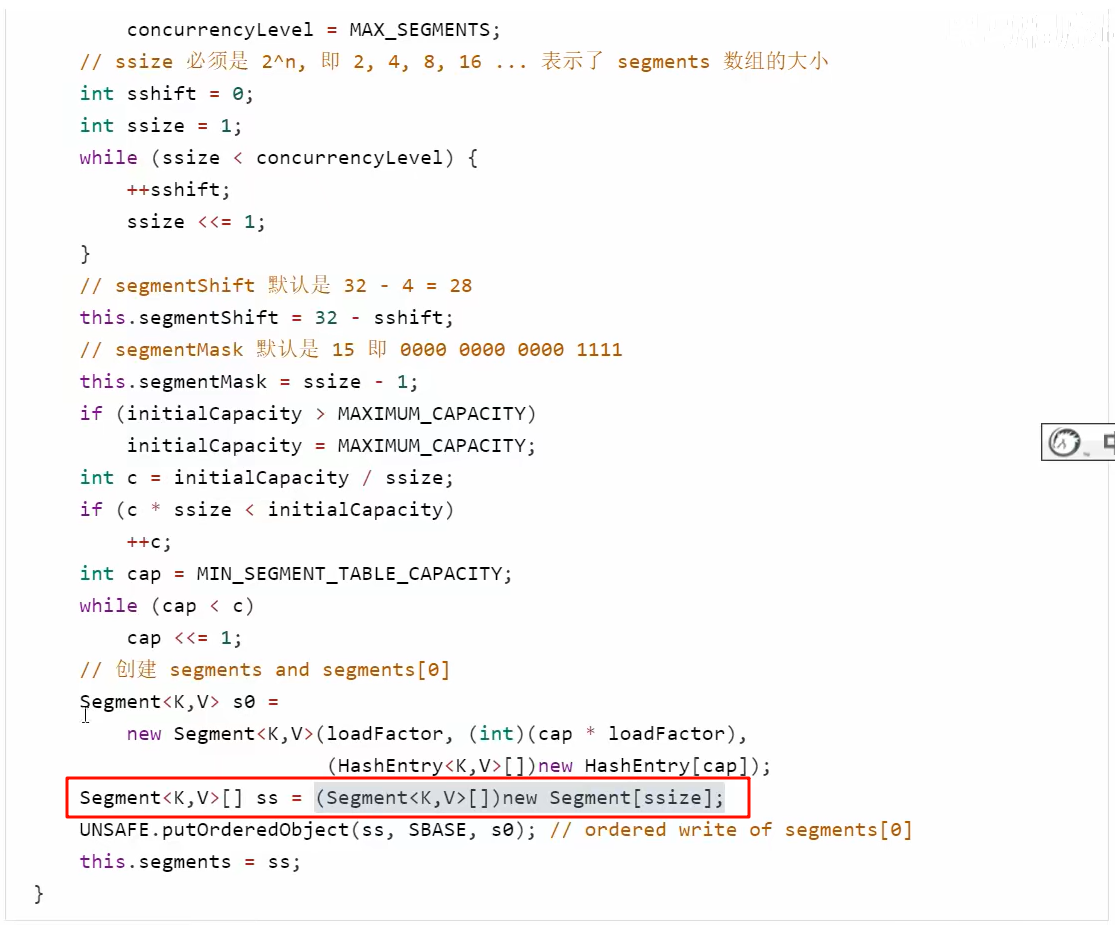 concurrencyLevel = MAX_SEGMENTS;
// ssize 必须是 2^n, 即 2, 4, 8, 16 ... 表示了 segments 数组的大小
int sshift = 0;
int ssize = 1;
while (ssize < concurrencyLevel) {
++sshift;
ssize <<= 1;
}
// segmentShift 默认是 32 - 4 = 28
this.segmentShift = 32 - sshift;
// segmentMask 默认是 15 即 0000 0000 0000 1111
this.segmentMask = ssize - 1;
if (initialCapacity > MAXIMUM_CAPACITY)
initialCapacity = MAXIMUM_CAPACITY;
int c = initialCapacity / ssize;
if (c * ssize < initialCapacity)
++c;
int cap = MIN_SEGMENT_TABLE_CAPACITY;
while (cap < c)
cap <<= 1;
// 创建 segments and segments[0]
Segment<K,V> s0 =
new Segment<K,V>(loadFactor, (int)(cap * loadFactor),
(HashEntry<K,V>[])new HashEntry[cap]);
Segment<K,V>[] ss = (Segment<K,V>[])new Segment[ssize];
UNSAFE.putOrderedObject(ss, SBASE, s0); // ordered write of segments[0]
this.segments = ss;
}